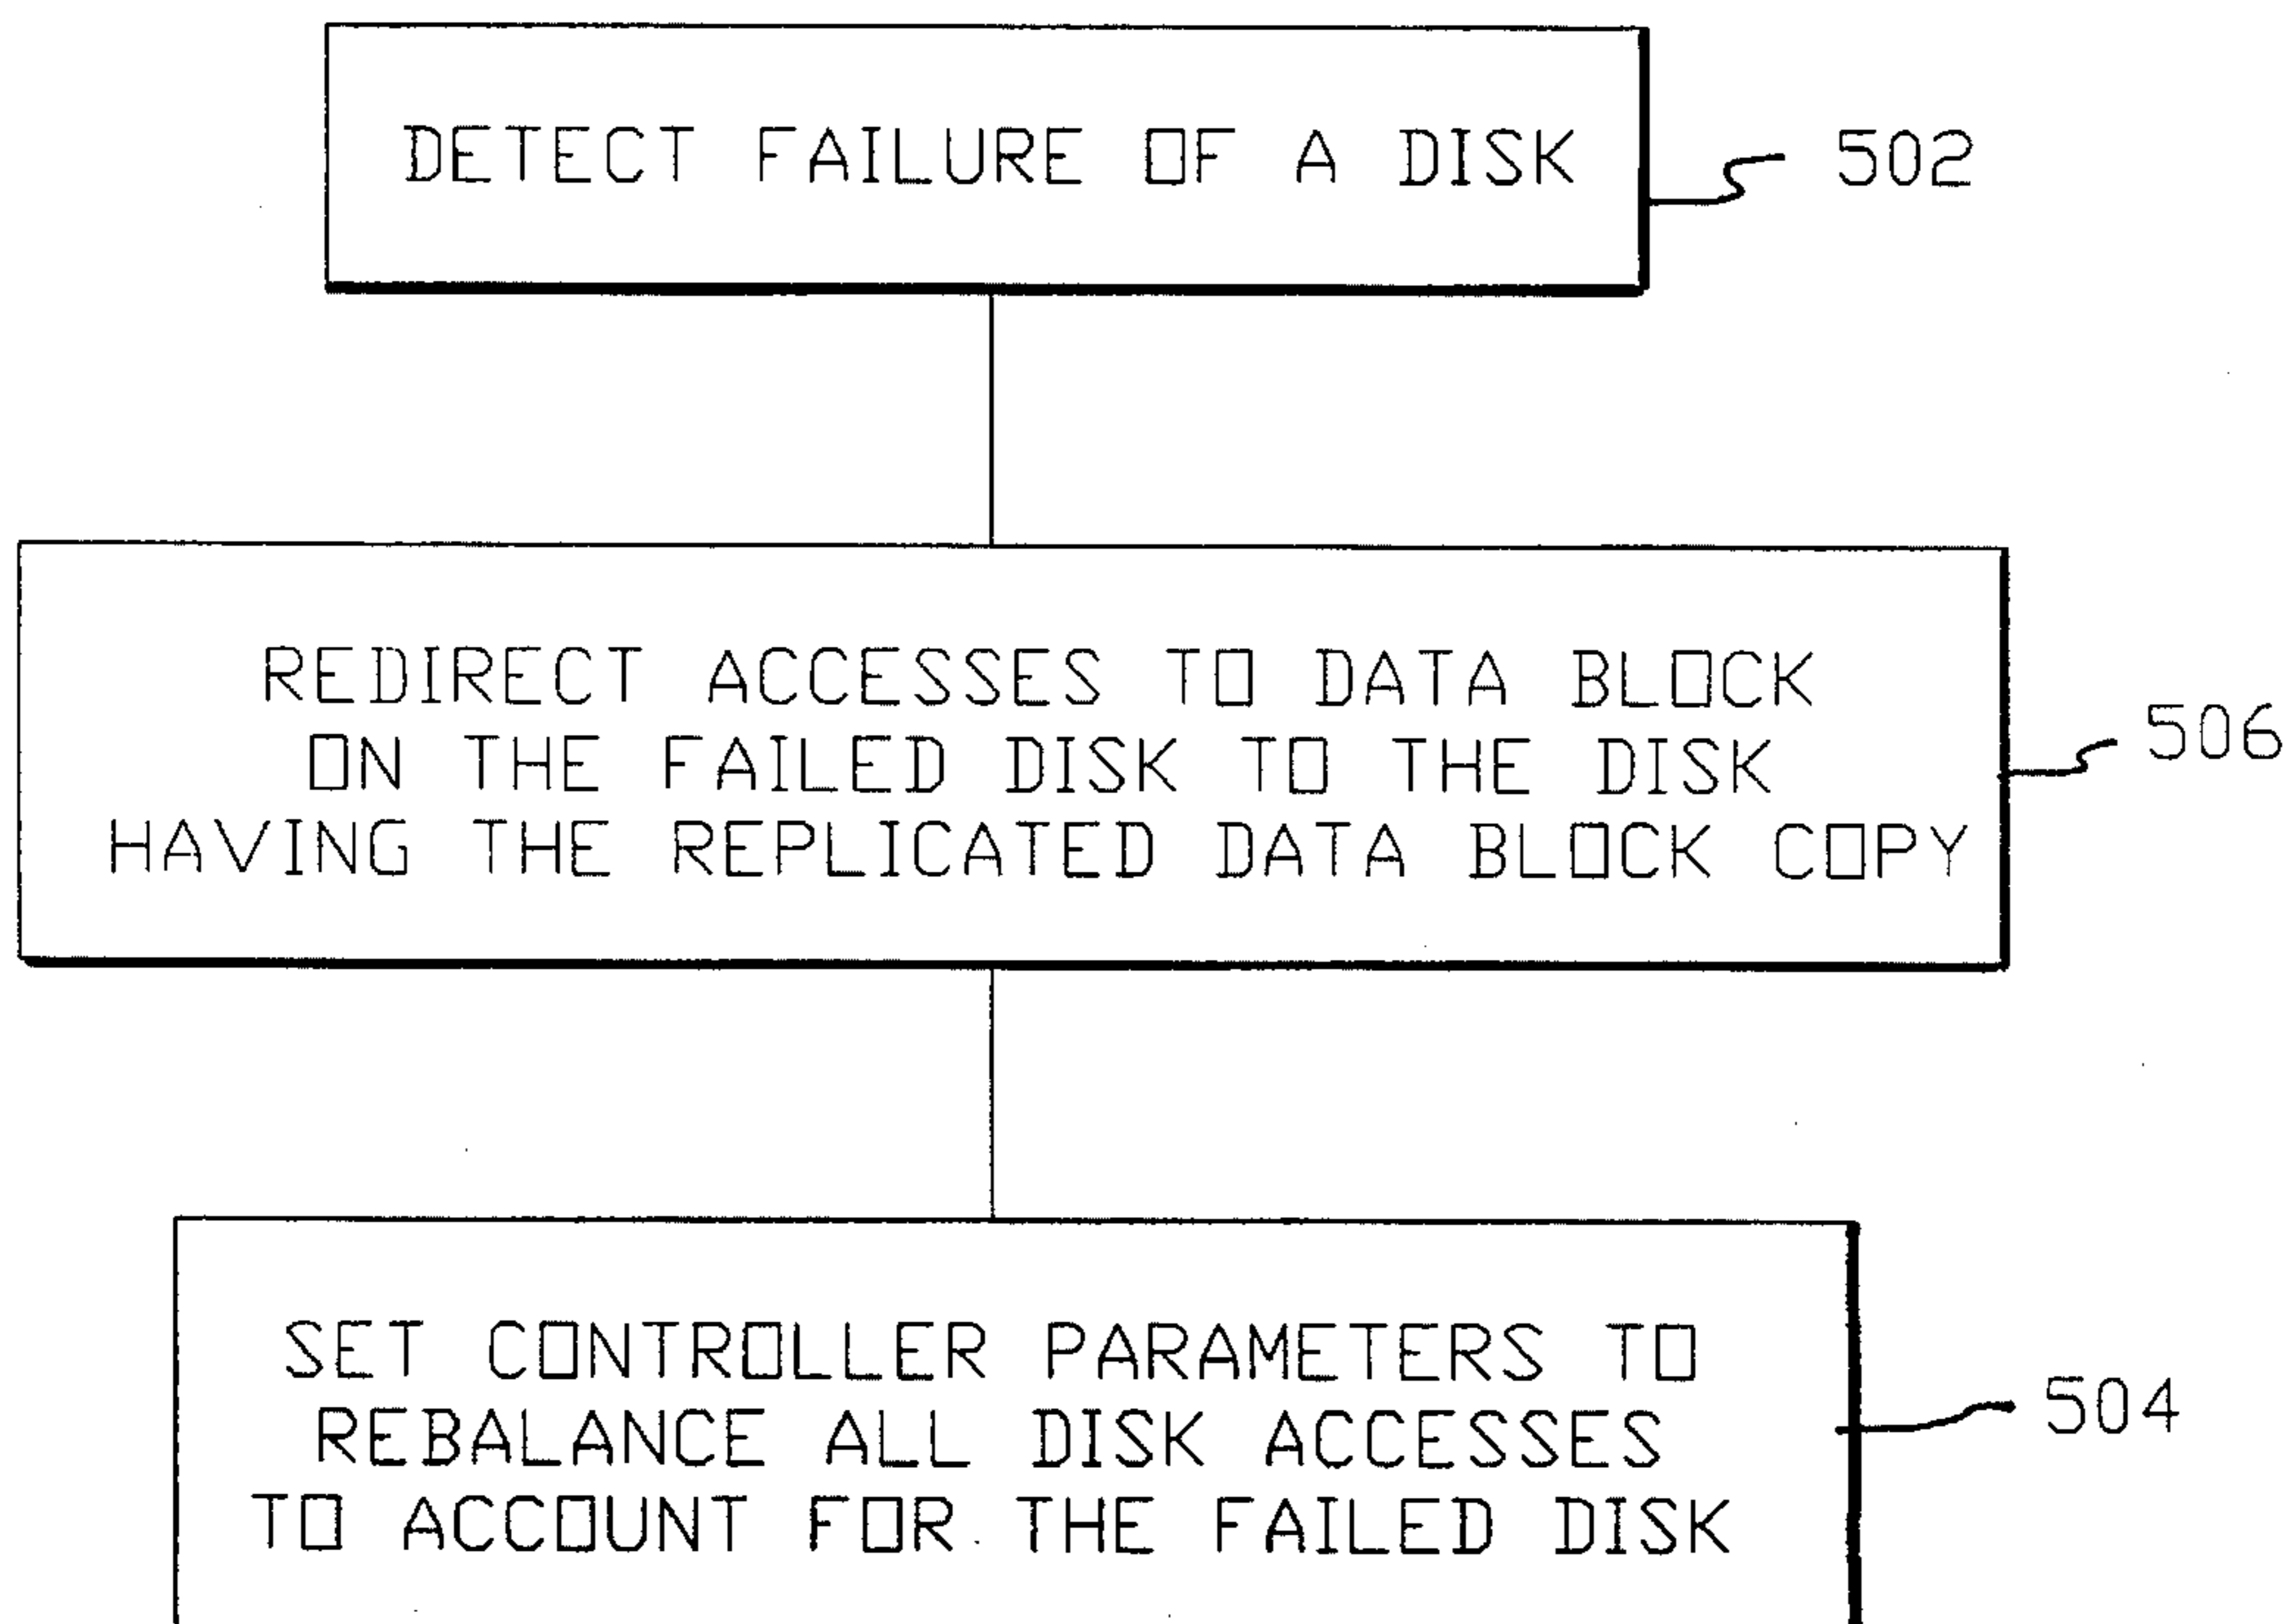 DETECT FAILURE OF A DISK
502
REDIRECT ACCESSES TO DATA BLOCK
ON THE FAILED DISK TO THE DISK
HAVING THE REPLICATED DATA BLOCK COPY
506
SET CONTROLLER PARAMETERS TO
REBALANCE ALL DISK ACCESSES
TO ACCOUNT FOR THE FAILED DISK
504